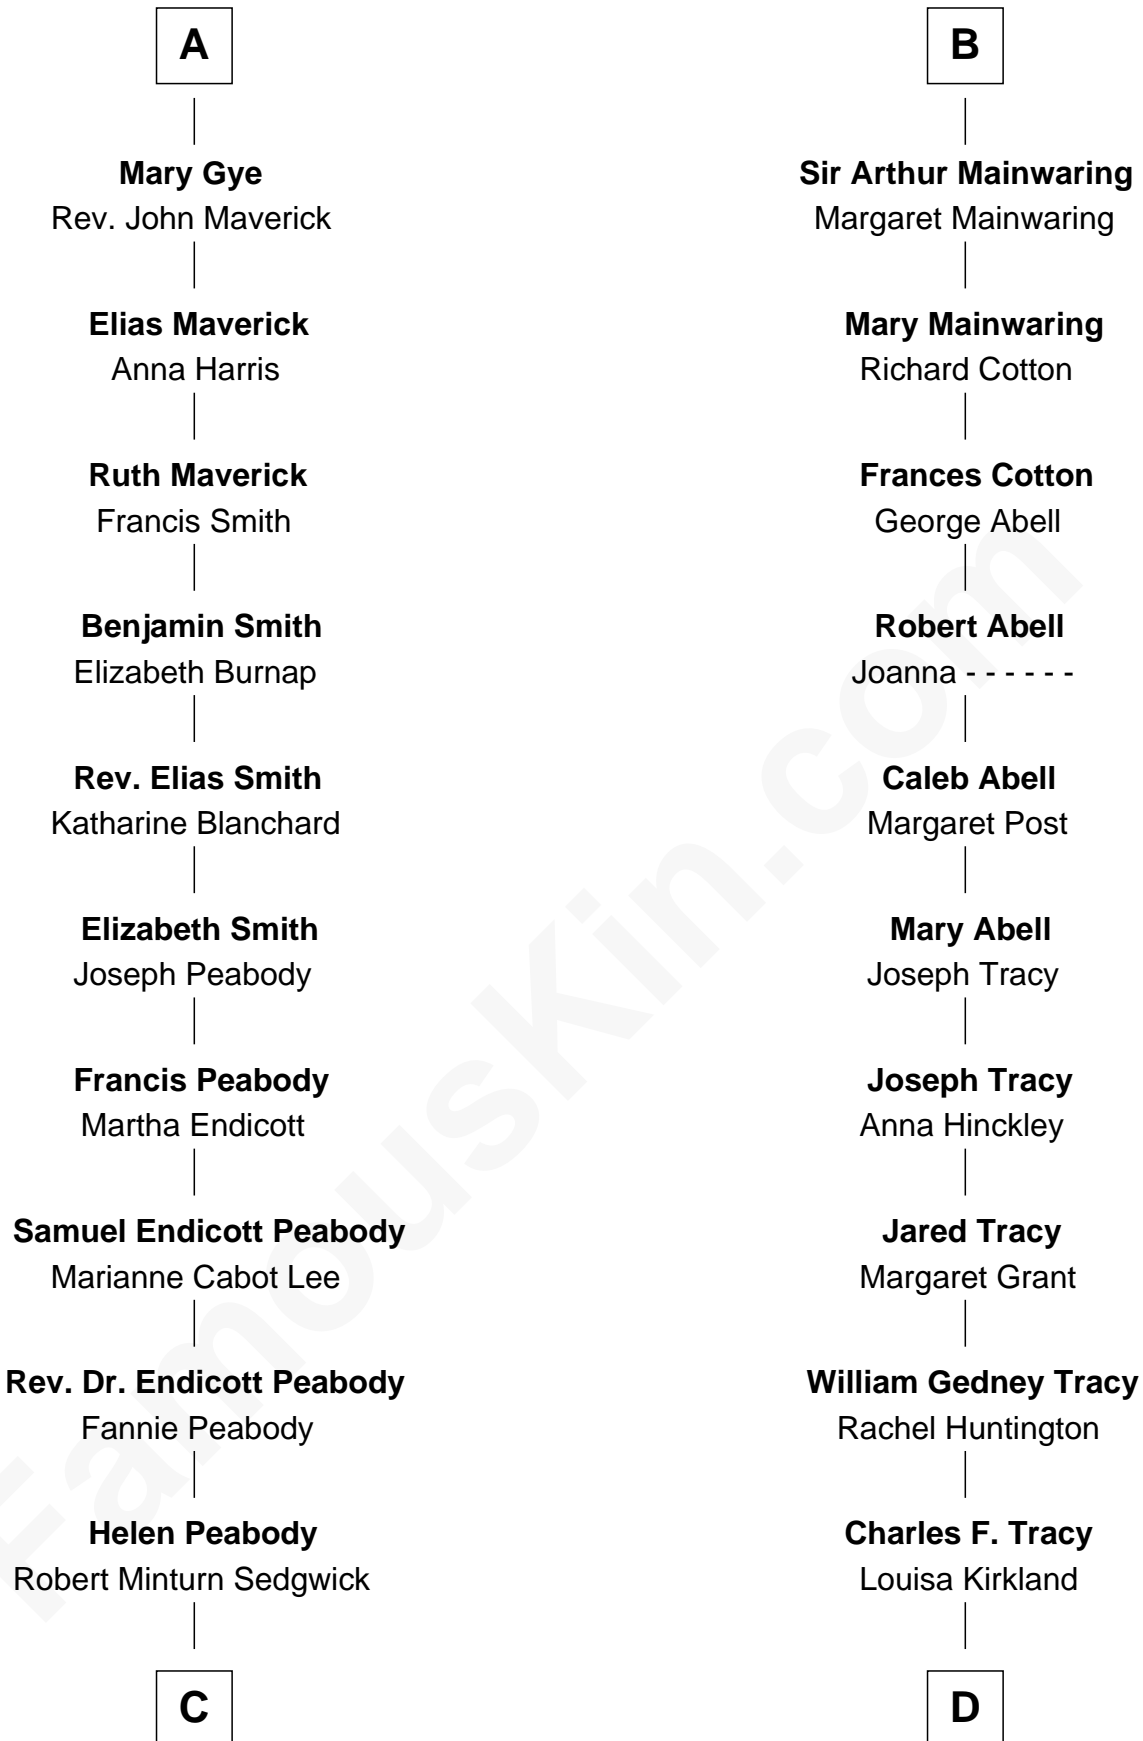 A
Mary Gye
Rev. John Maverick
Elias Maverick
Anna Harris
Ruth Maverick
Francis Smith
Benjamin Smith
Elizabeth Burnap
Rev. Elias Smith
Katharine Blanchard
Elizabeth Smith
Joseph Peabody
Francis Peabody
Martha Endicott
Samuel Endicott Peabody
Marianne Cabot Lee
Rev. Dr. Endicott Peabody
Fannie Peabody
Helen Peabody
Robert Minturn Sedgwick
C
B
Sir Arthur Mainwaring
Margaret Mainwaring
Mary Mainwaring
Richard Cotton
Frances Cotton
George Abell
Robert Abell
Joanna - - - - - -
Caleb Abell
Margaret Post
Mary Abell
Joseph Tracy
Joseph Tracy
Anna Hinckley
Jared Tracy
Margaret Grant
William Gedney Tracy
Rachel Huntington
Charles F. Tracy
Louisa Kirkland
D
FamousKin.com